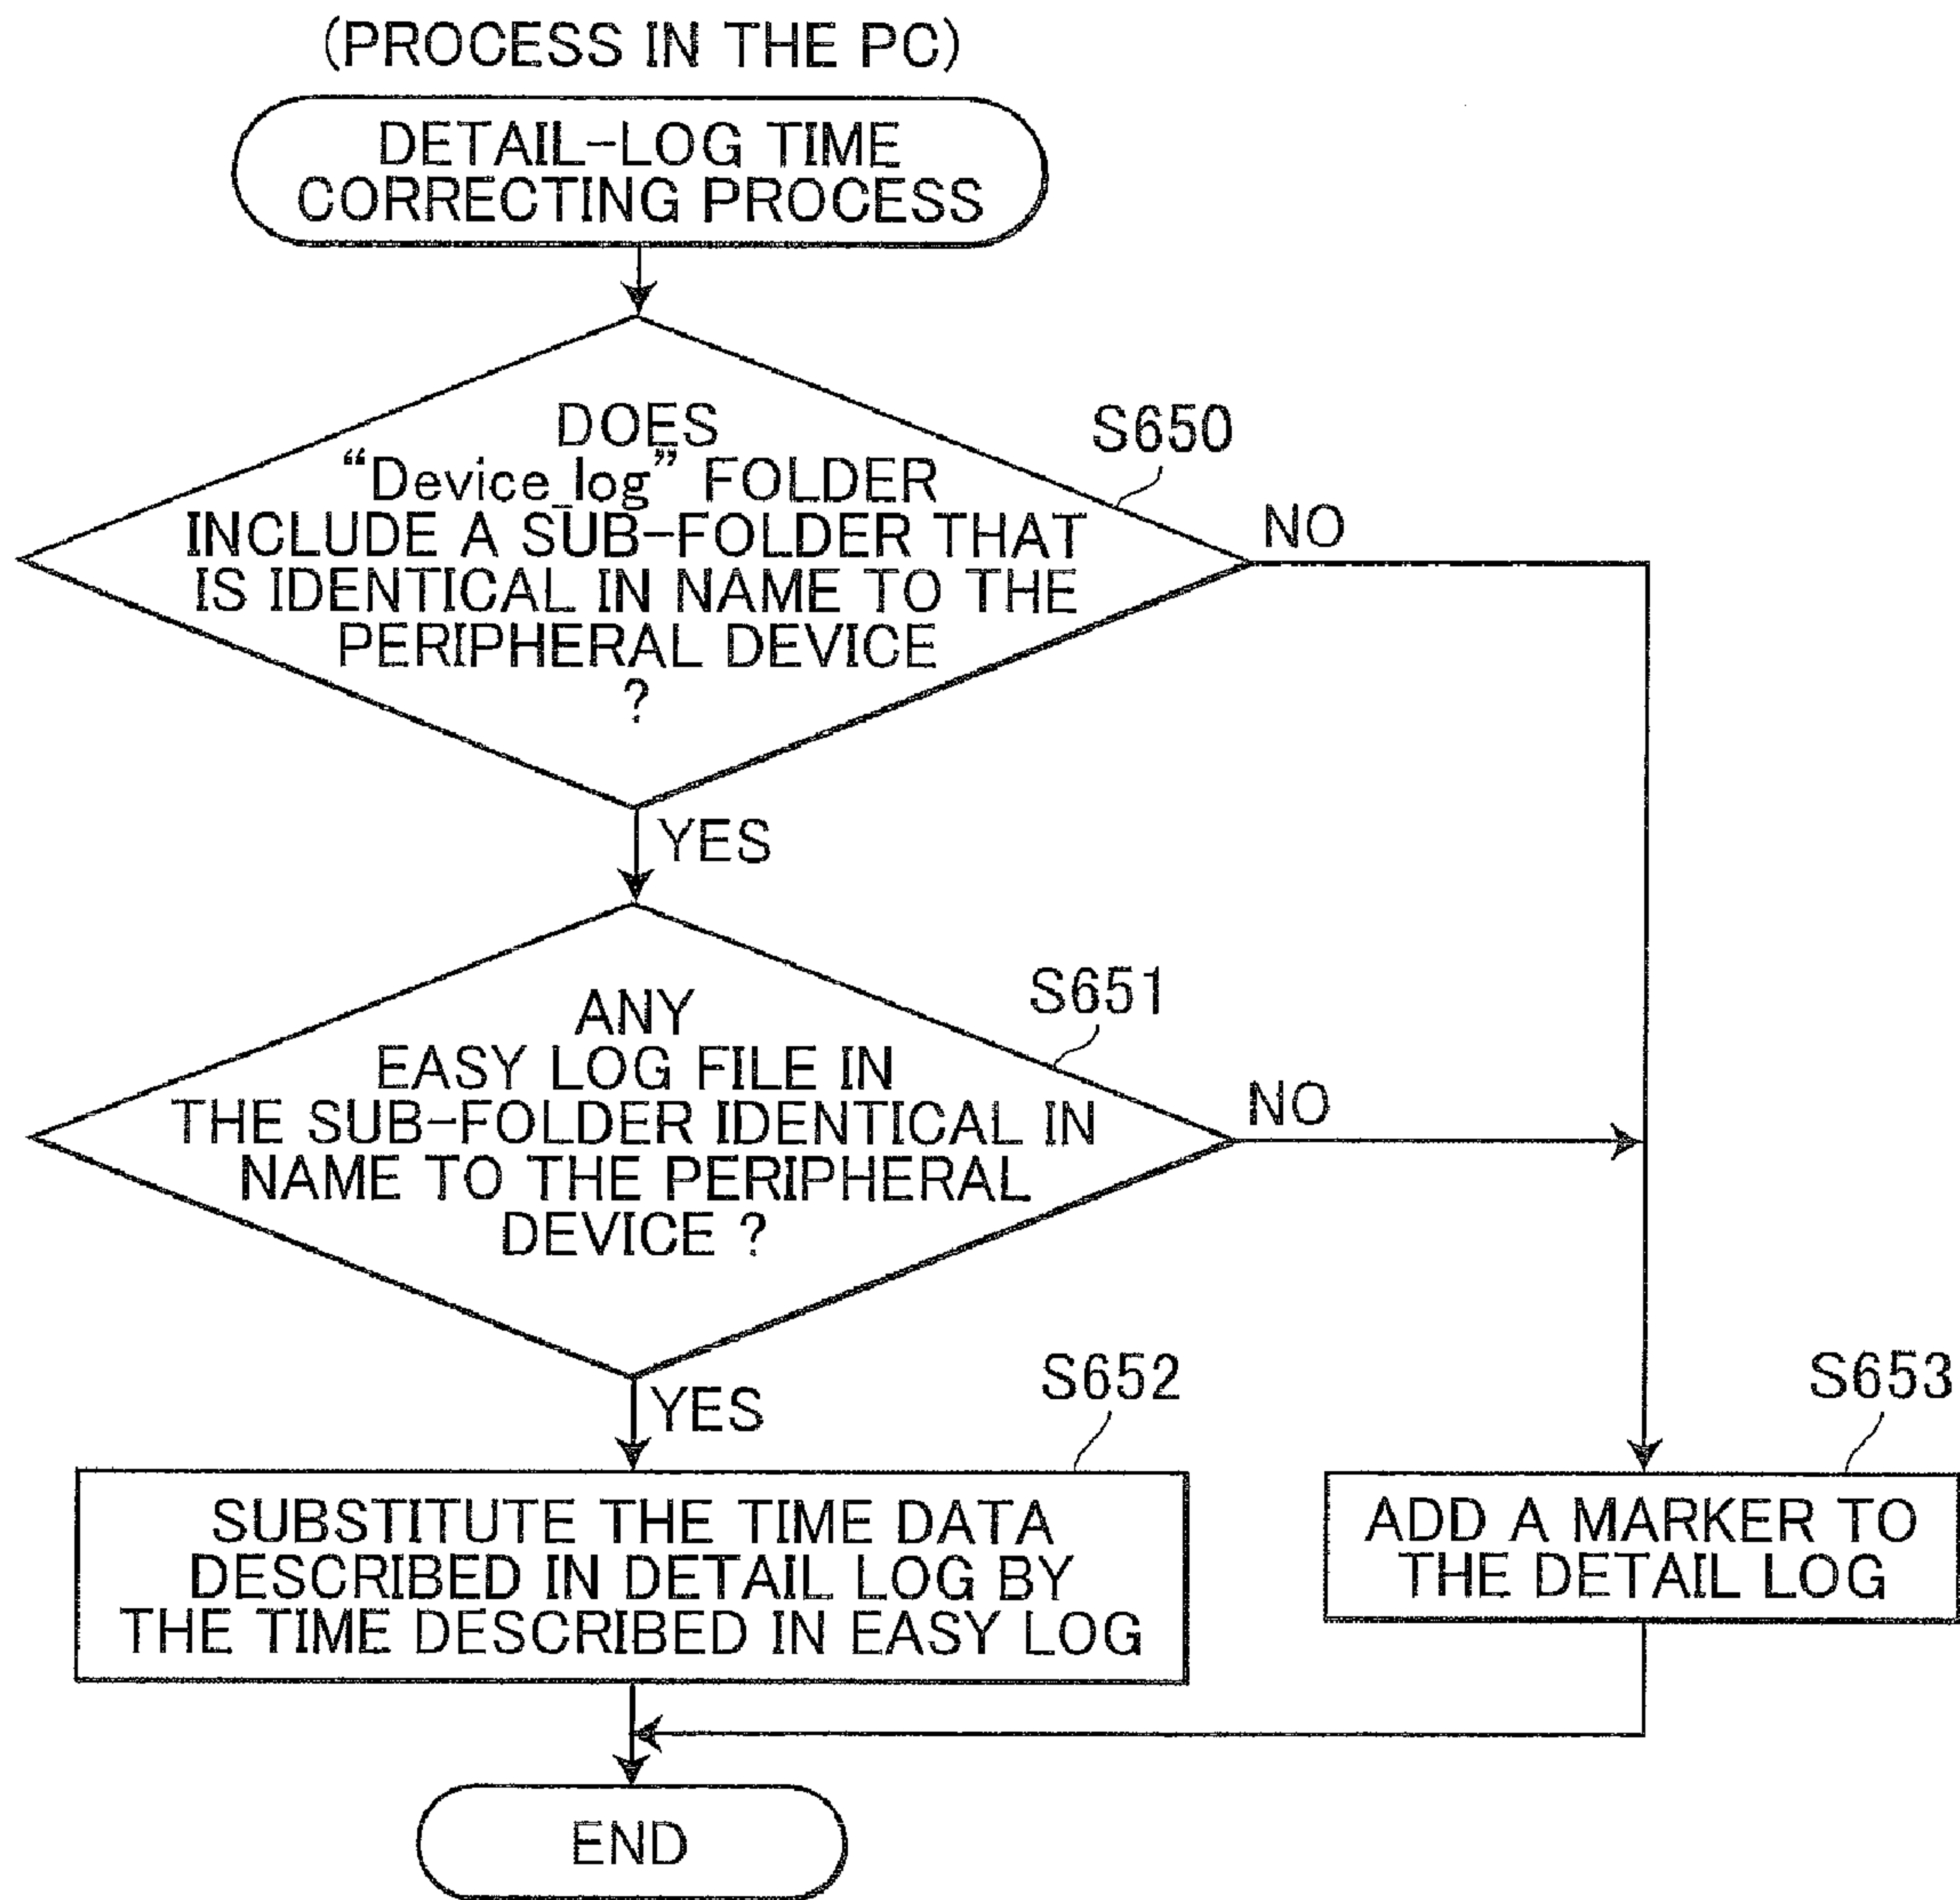 (PROCESS IN THE PC)
DETAIL-LOG TIME
CORRECTING PROCESS
DOES
“Device_log” FOLDER
INCLUDE A SUB-FOLDER THAT
IS IDENTICAL IN NAME TO THE
PERIPHERAL DEVICE
?
S650
NO
YES
ANY
EASY LOG FILE IN
THE SUB-FOLDER IDENTICAL IN
NAME TO THE PERIPHERAL
DEVICE ?
S651
NO
YES
S652
SUBSTITUTE THE TIME DATA
DESCRIBED IN DETAIL LOG BY
THE TIME DESCRIBED IN EASY LOG
S653
ADD A MARKER TO
THE DETAIL LOG
END